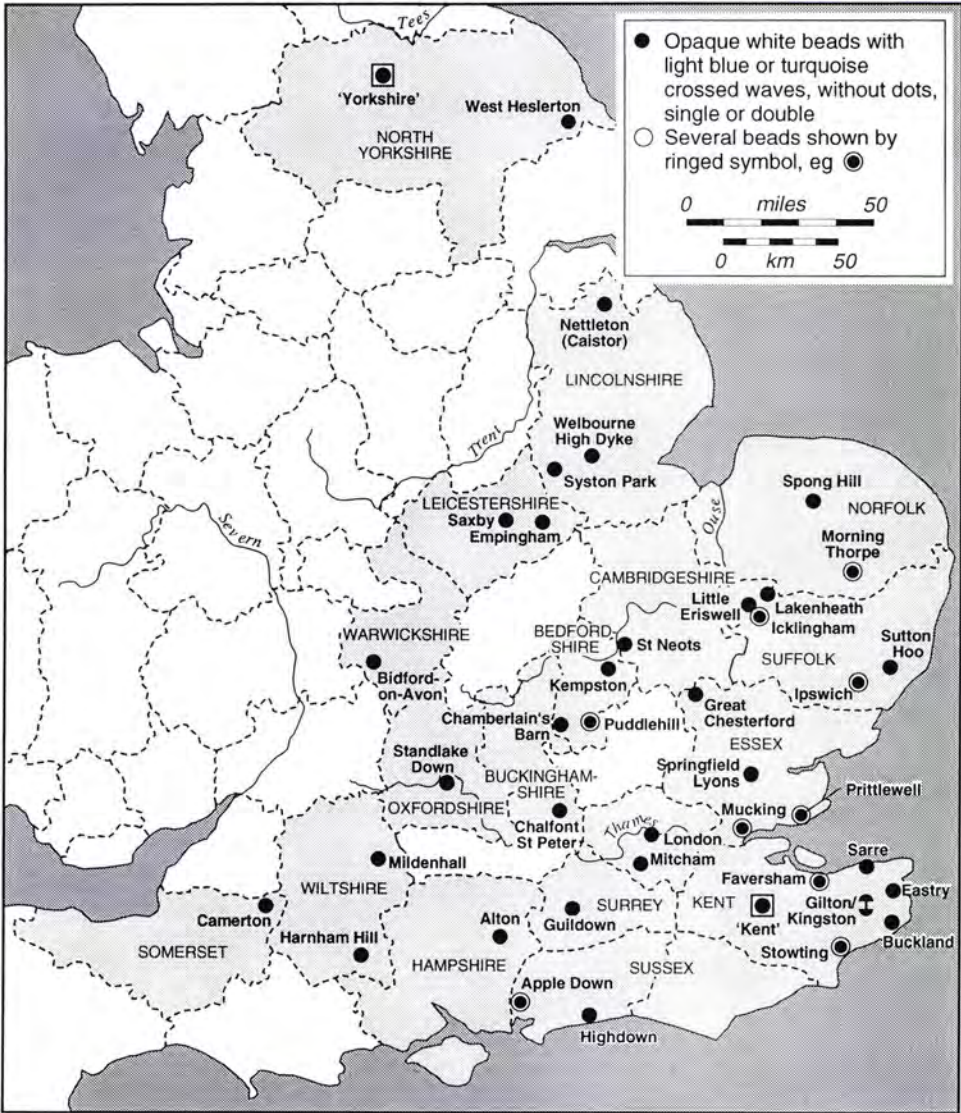 Tees
'Yorkshire'
West Heslerton
NORTH
YORKSHIRE
● Opaque white beads with
light blue or turquoise
crossed waves, without dots,
single or double
○ Several beads shown by
ringed symbol, eg
0 miles 50
0 km 50
Nettleton
(Caistor)
LINCOLNSHIRE
Trent
Welbourne
High Dyke
Syston Park
LEICESTERSHIRE
Saxby
Empingham
Severn
Ouse
Spong Hill
NORFOLK
Morning
Thorpe
CAMBRIDGESHIRE
Little
Eriswell
Lakenheath
Icklingham
Sutton
Hoo
SUFFOLK
Ipswich
WARWICKSHIRE
Bidford-
on-Avon
BEDFORD-
SHIRE
St Neots
Kempston
Chamberlain's
Barn
Puddlehill
Great
Chesterford
ESSEX
Springfield
Lyons
Standlake
Down
BUCKINGHAM-
SHIRE
OXFORDSHIRE
Chalfont
St Peter
Prittlewell
Mucking
Thames
London
Mitcham
Mildenhall
WILTSHIRE
Sarre
Faversham
Eastry
Gilton/
Kingston
KENT
'Kent'
Buckland
Stowting
Camerton
SOMERSET
Harnham Hill
Alton
HAMPSHIRE
SURREY
Guildown
SUSSEX
Apple Down
Highdown